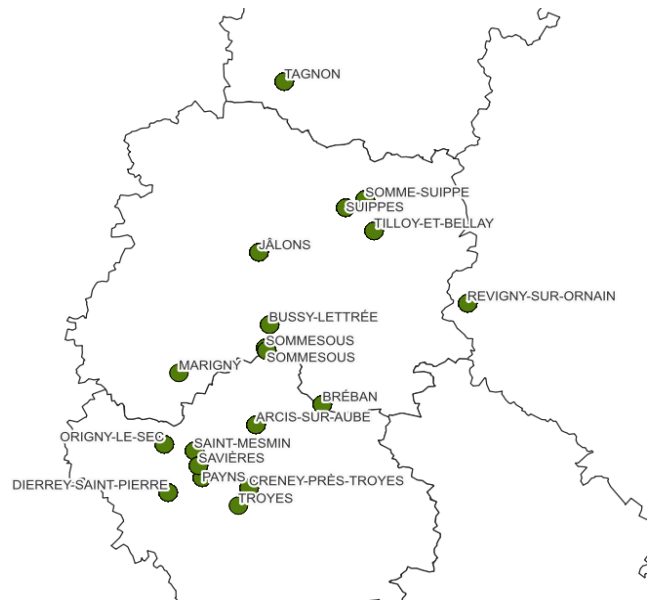 TAGNON
SOMME-SUIPPE
SUIPPES
TILLOY-ET-BELLAY
JÂLONS
REVIGNY-SUR-ORNAIN
BUSSY-LETTRÉE
SOMMESOUS
SOMMESOUS
MARIGNY
BRÉBAN
ARCIS-SUR-AUBE
ORIGNY-LE-SEC
SAINT-MESMIN
SAVIÈRES
PAYNS
CRENEY-PRÈS-TROYES
DIERREY-SAINT-PIERRE
TROYES